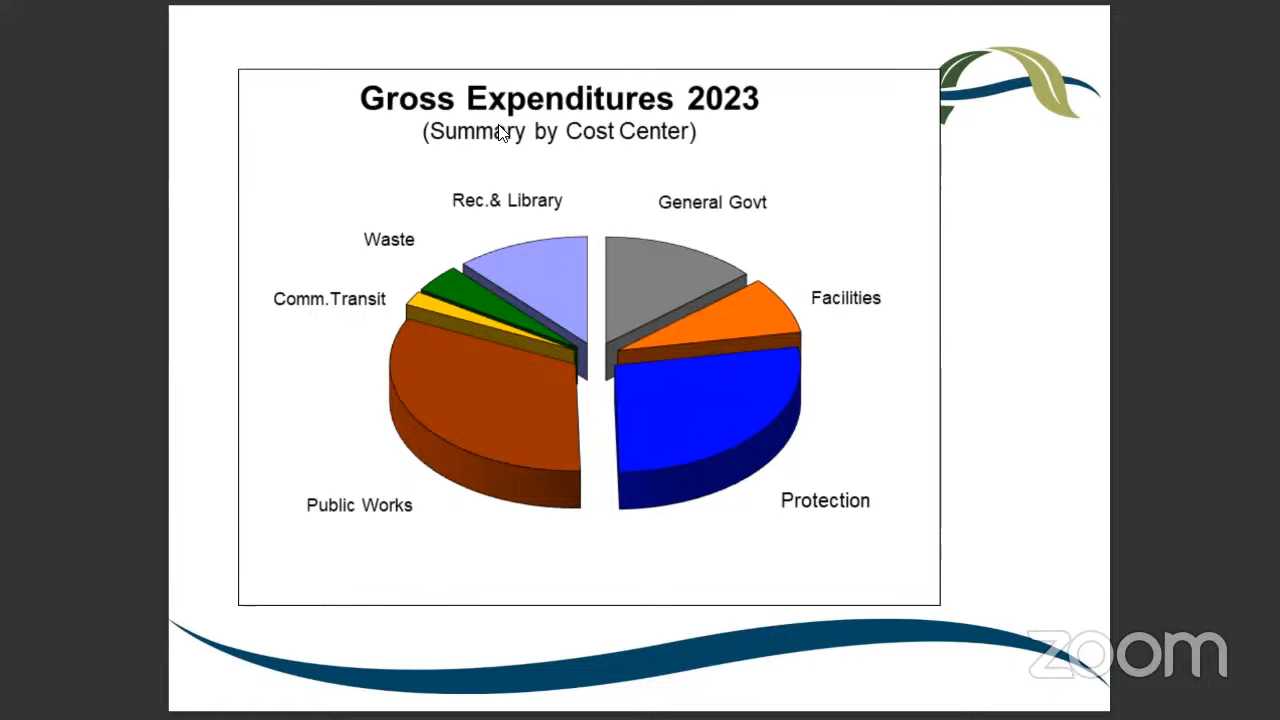 Gross Expenditures 2023
(Summary by Cost Center)
Rec.& Library
General Govt
Waste
Comm.Transit
Facilities
Public Works
Protection
zoom